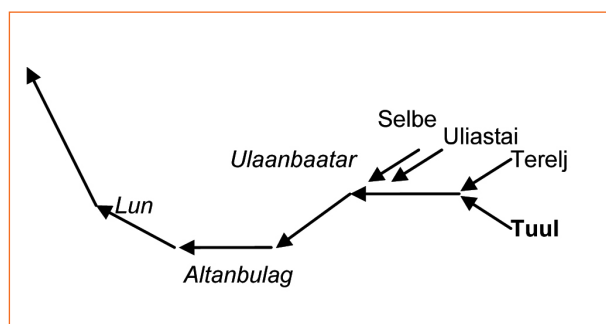 Selbe
Uliastai
Ulaanbaatar
Terelj
Lun
Tuul
Altanbulag